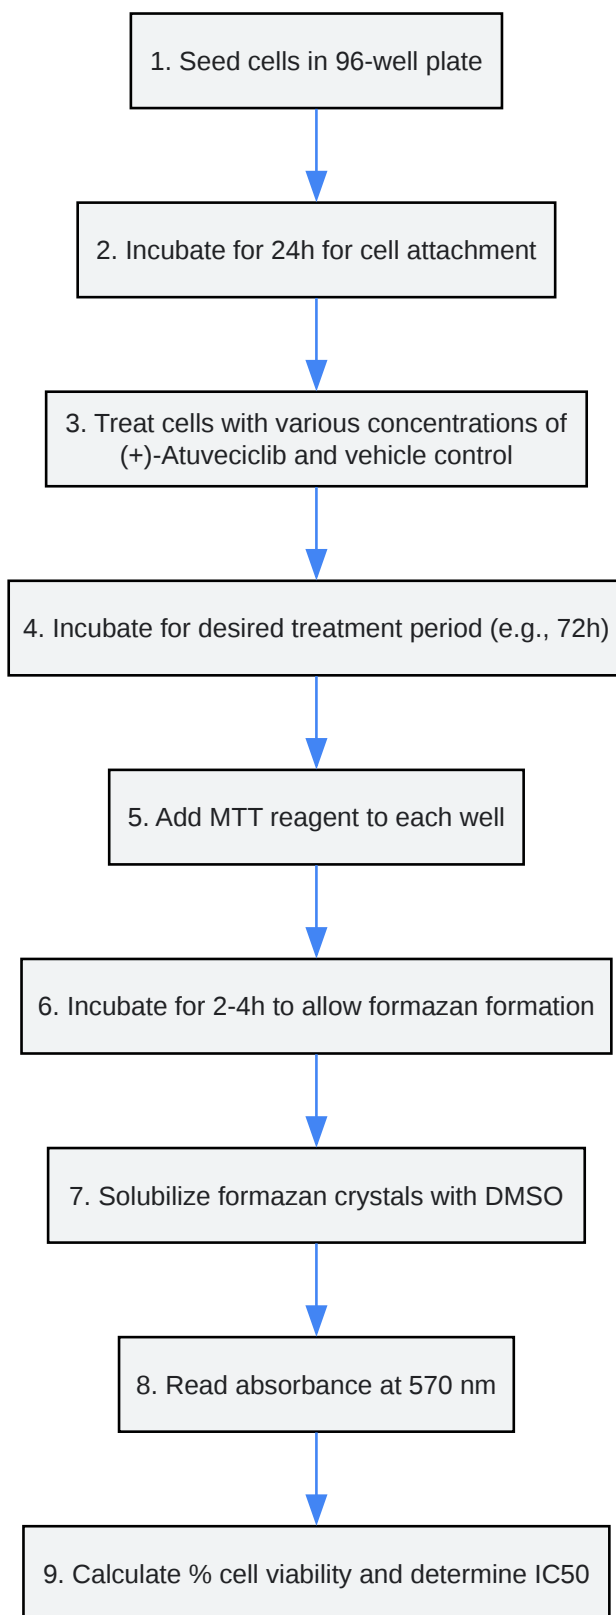 1. Seed cells in 96-well plate
2. Incubate for 24h for cell attachment
3. Treat cells with various concentrations of
(+)-Atuveciclib and vehicle control
4. Incubate for desired treatment period (e.g., 72h)
5. Add MTT reagent to each well
6. Incubate for 2-4h to allow formazan formation
7. Solubilize formazan crystals with DMSO
8. Read absorbance at 570 nm
9. Calculate % cell viability and determine IC50